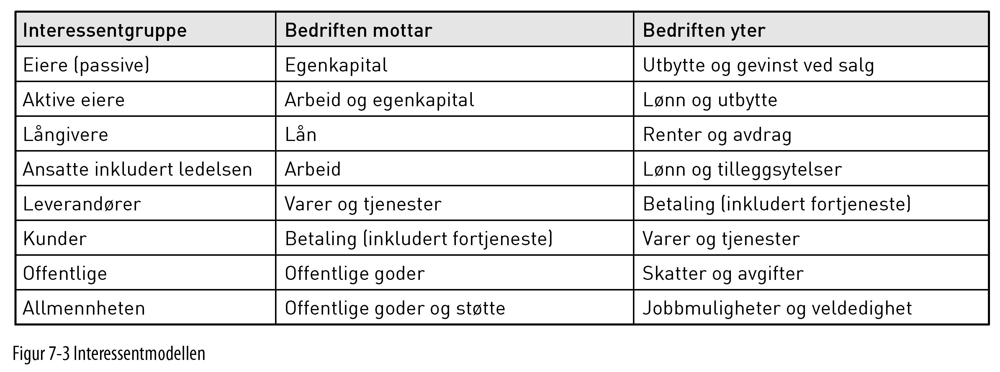 Interessentgruppe Bedriften mottar Bedriften yter
Eiere (passive) Egenkapital Utbytte og gevinst ved salg
Aktive eiere Arbeid og egenkapital Lønn og utbytte
Långivere Lån Renter og avdrag
Ansatte inkludert ledelsen Arbeid Lønn og tilleggsytelser
Leverandører Varer og tjenester Betaling (inkludert fortjeneste)
Kunder Betaling (inkludert fortjeneste) Varer og tjenester
Offentlige Offentlige goder Skatter og avgifter
Allmennheten Offentlige goder og støtte Jobbmuligheter og veldedighet
Figur 7-3 Interessentmodellen